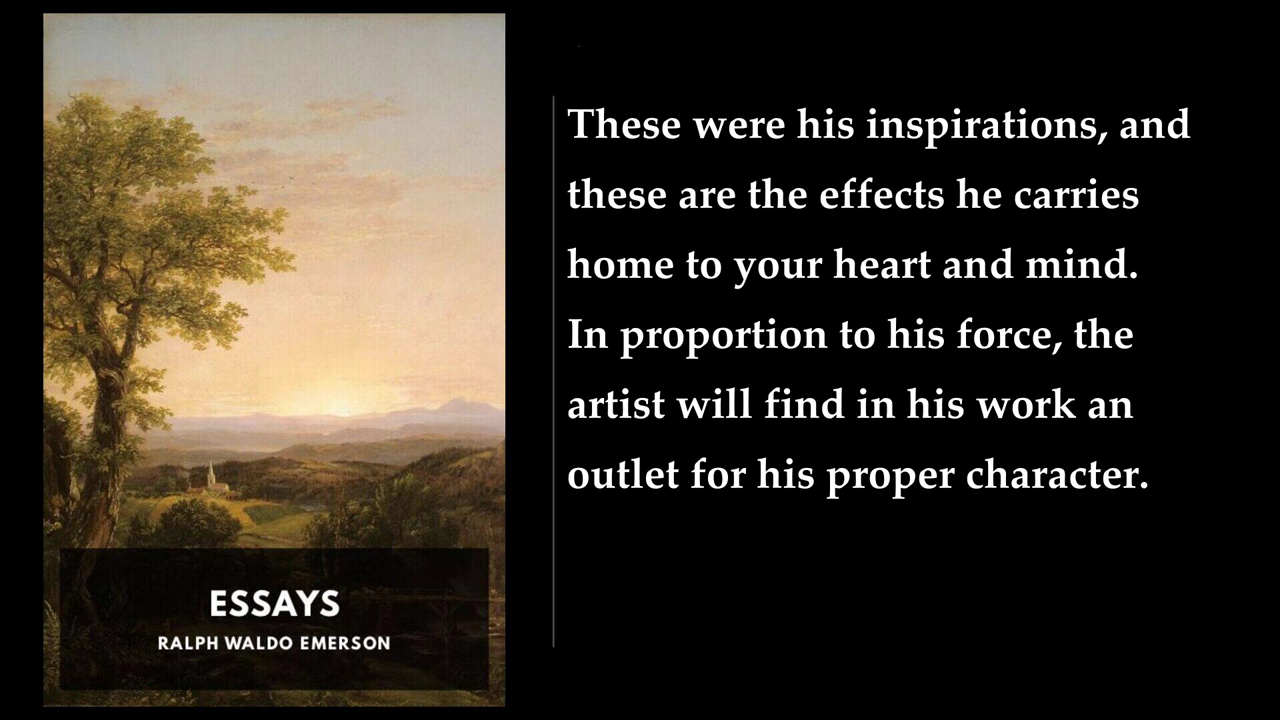 These were his inspirations, and
these are the effects he carries
home to your heart and mind.
In proportion to his force, the
artist will find in his work an
outlet for his proper character.
ESSAYS
RALPH WALDO EMERSON